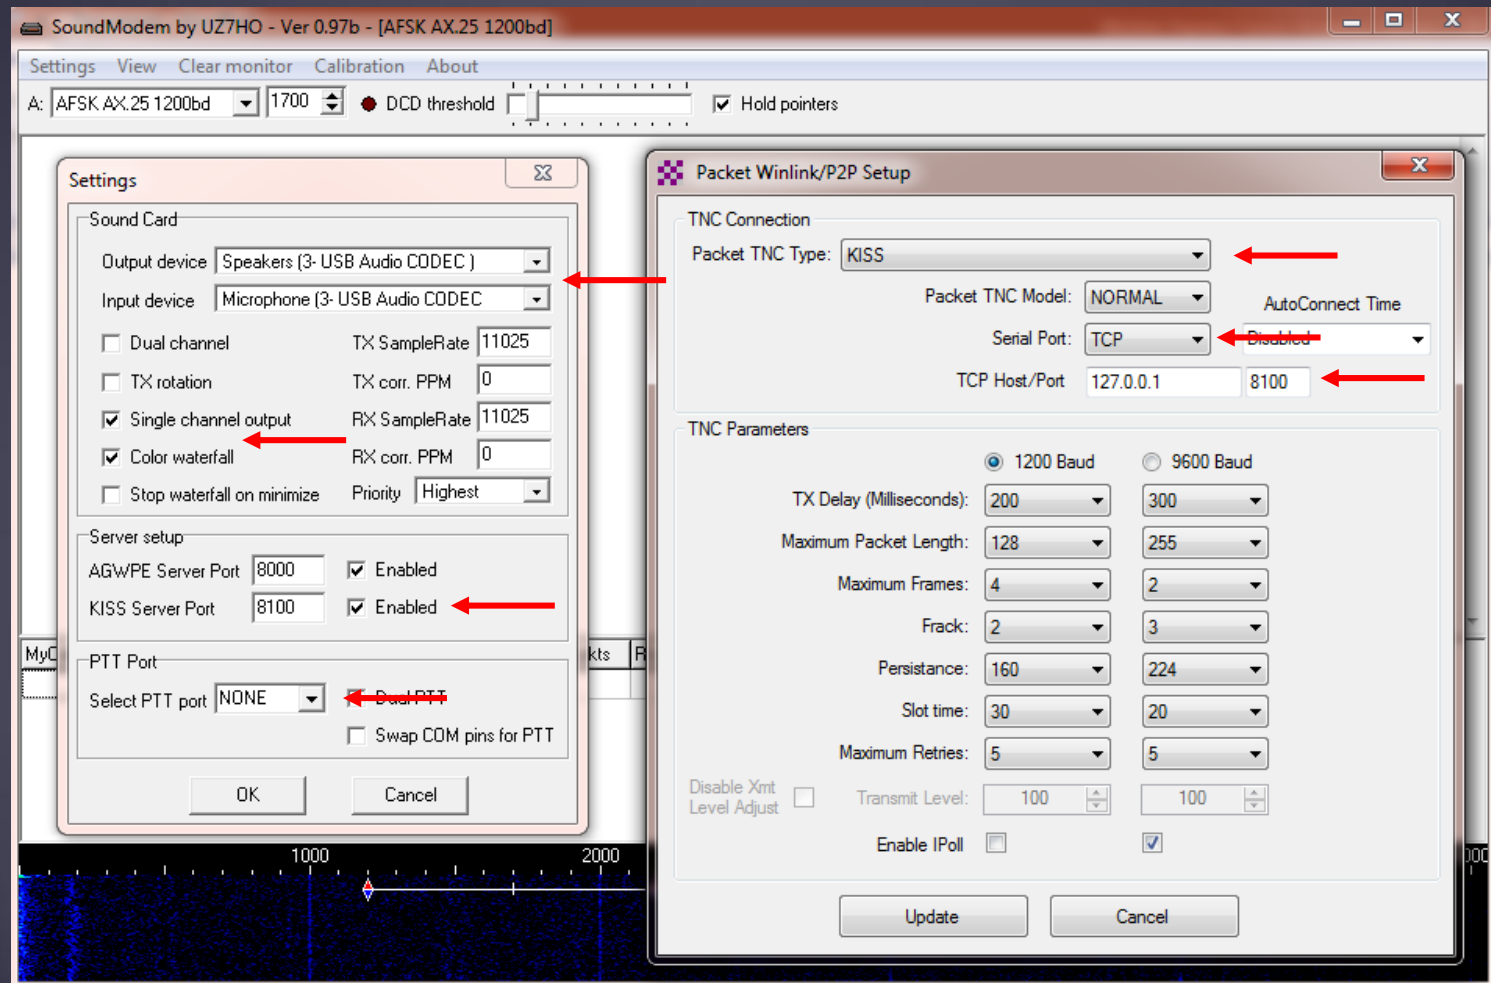 SoundModem by UZ7HO - Ver 0.97b - [AFSK AX.25 1200bd]
Settings View Clear monitor Calibration About
A: AFSK AX.25 1200bd 1700 DCD threshold Hold pointers
Settings
Sound Card
Output device Speakers (3- USB Audio CODEC )
Input device Microphone (3- USB Audio CODEC
Dual channel TX SampleRate 11025
TX rotation TX corr. PPM 0
Single channel output RX SampleRate 11025
Color waterfall RX corr. PPM 0
Stop waterfall on minimize Priority Highest
Server setup
AGWPE Server Port 8000 Enabled
KISS Server Port 8100 Enabled
PTT Port
Select PTT port NONE Dual PTT
Swap COM pins for PTT
OK Cancel
MyC kts R
1000 2000
Packet Winlink/P2P Setup
TNC Connection
Packet TNC Type: KISS
Packet TNC Model: NORMAL AutoConnect Time
Serial Port: TCP Disabled
TCP Host/Port 127.0.0.1 8100
TNC Parameters
1200 Baud 9600 Baud
TX Delay (Milliseconds): 200 300
Maximum Packet Length: 128 255
Maximum Frames: 4 2
Frack: 2 3
Persistance: 160 224
Slot time: 30 20
Maximum Retries: 5 5
Disable Xmt
Level Adjust Transmit Level: 100 100
Enable IPoll
Update Cancel